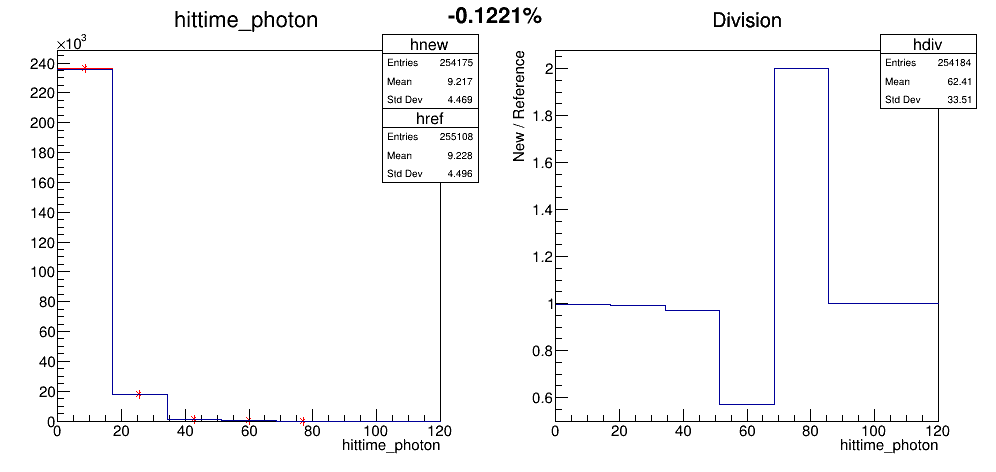 -0.1221%
hittime_photon
×10³
240
220
200
180
160
140
120
100
80
60
40
20
0
0 20 40 60 80 100 120
hittime_photon
hnew
Entries 254175
Mean 9.217
Std Dev 4.469
href
Entries 255108
Mean 9.228
Std Dev 4.496
Division
New / Reference
2
1.8
1.6
1.4
1.2
1
0.8
0.6
0 20 40 60 80 100 120
hittime_photon
hdiv
Entries 254184
Mean 62.41
Std Dev 33.51